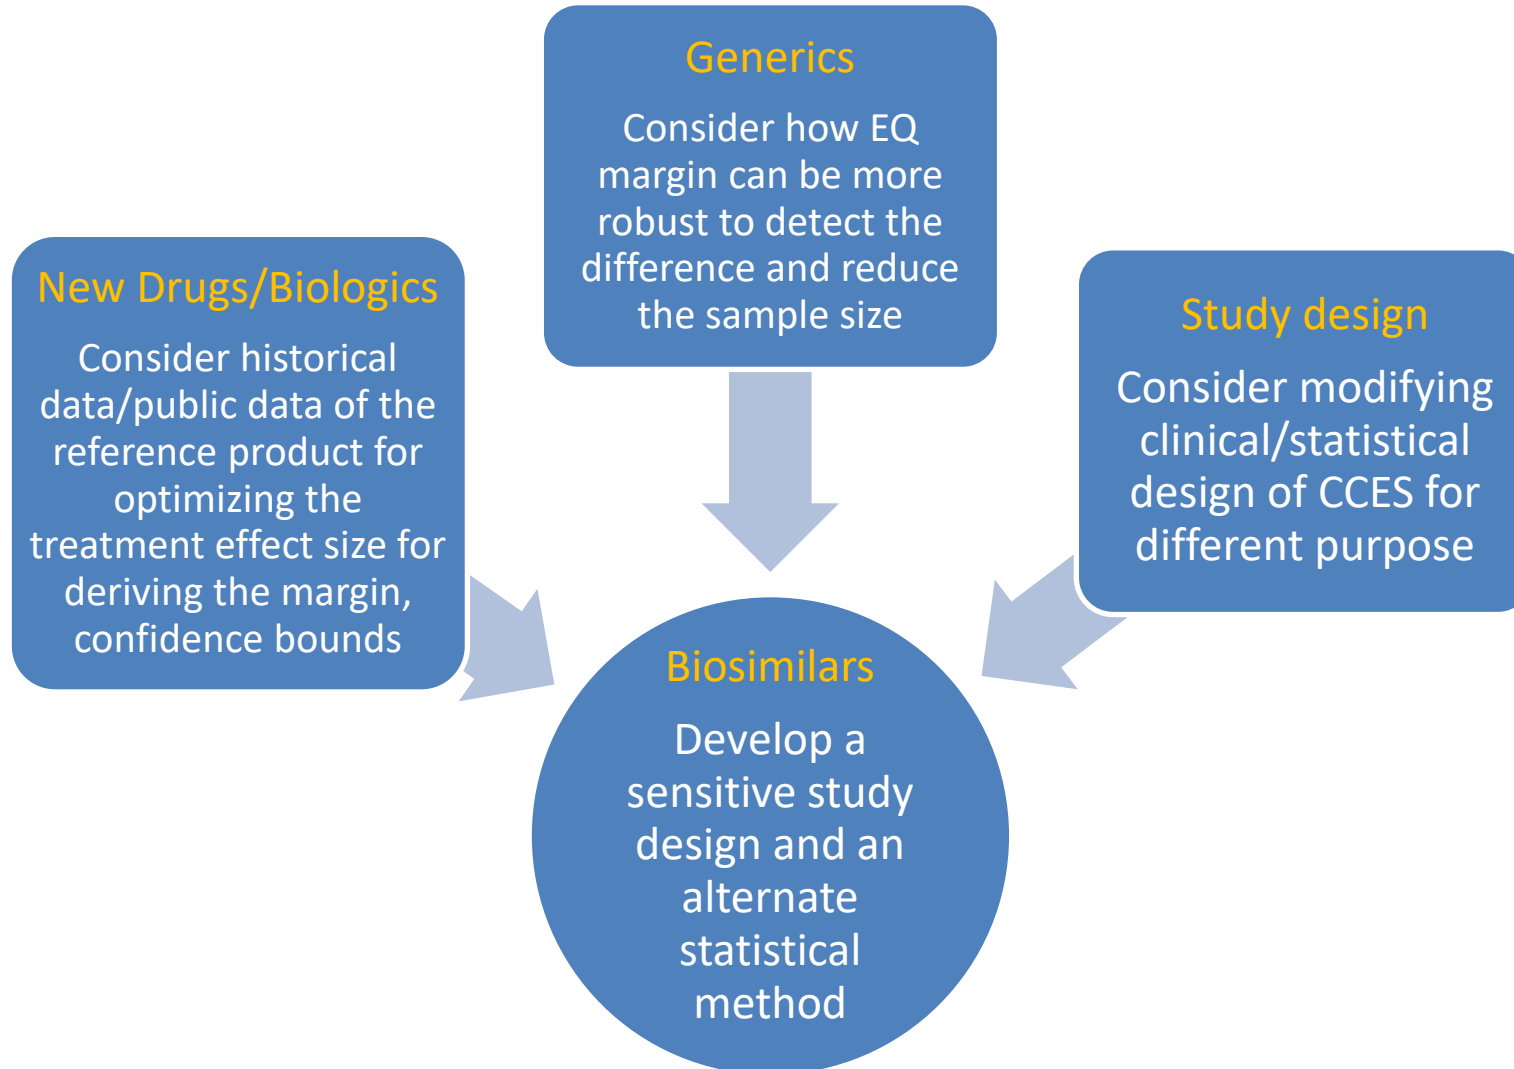 Generics
Consider how EQ
margin can be more
robust to detect the
difference and reduce
the sample size
New Drugs/Biologics
Consider historical
data/public data of the
reference product for
optimizing the
treatment effect size for
deriving the margin,
confidence bounds
Study design
Consider modifying
clinical/statistical
design of CCES for
different purpose
Biosimilars
Develop a
sensitive study
design and an
alternate
statistical
method